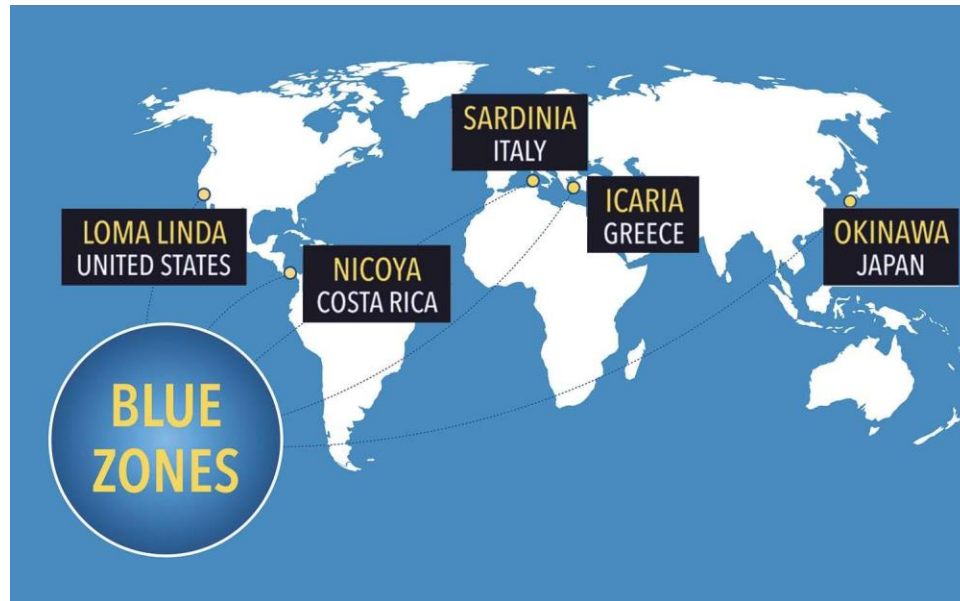 SARDINIA
ITALY
ICARIA
GREECE
OKINAWA
JAPAN
LOMA LINDA
UNITED STATES
NICOYA
COSTA RICA
BLUE
ZONES